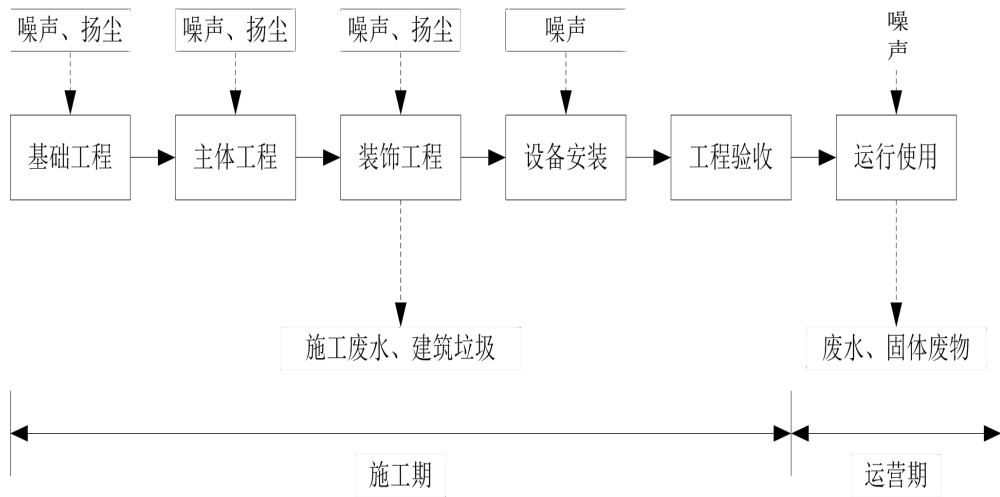 噪声、扬尘
噪声、扬尘
噪声、扬尘
噪声
噪
声
基础工程
主体工程
装饰工程
设备安装
工程验收
运行使用
施工废水、建筑垃圾
废水、固体废物
施工期
运营期